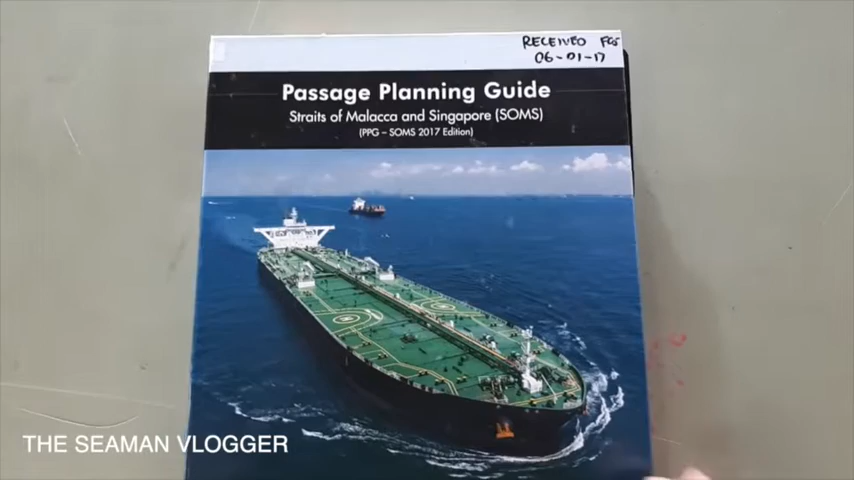 RECEIVED FGS
06-01-17
Passage Planning Guide
Straits of Malacca and Singapore (SOMS)
(PPG – SOMS 2017 Edition)
THE SEAMAN VLOGGER